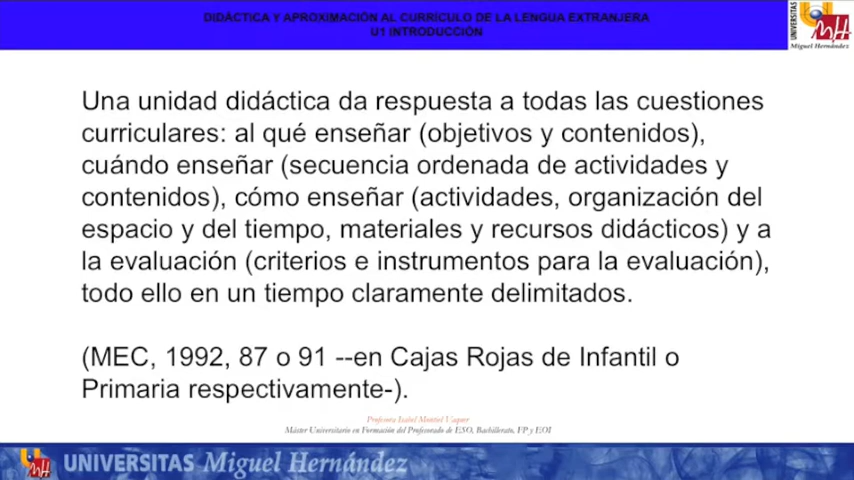 DIDÁCTICA Y APROXIMACIÓN AL CURRÍCULO DE LA LENGUA EXTRANJERA
U1 INTRODUCCIÓN
UNIVERSITAS
Miguel Hernández
Una unidad didáctica da respuesta a todas las cuestiones
curriculares: al qué enseñar (objetivos y contenidos),
cuándo enseñar (secuencia ordenada de actividades y
contenidos), cómo enseñar (actividades, organización del
espacio y del tiempo, materiales y recursos didácticos) y a
la evaluación (criterios e instrumentos para la evaluación),
todo ello en un tiempo claramente delimitados.
(MEC, 1992, 87 o 91 --en Cajas Rojas de Infantil o
Primaria respectivamente-).
Profesora Isabel Montiel Vaquer
Máster Universitario en Formación del Profesorado de ESO, Bachillerato, FP y EOI
UNIVERSITAS Miguel Hernández